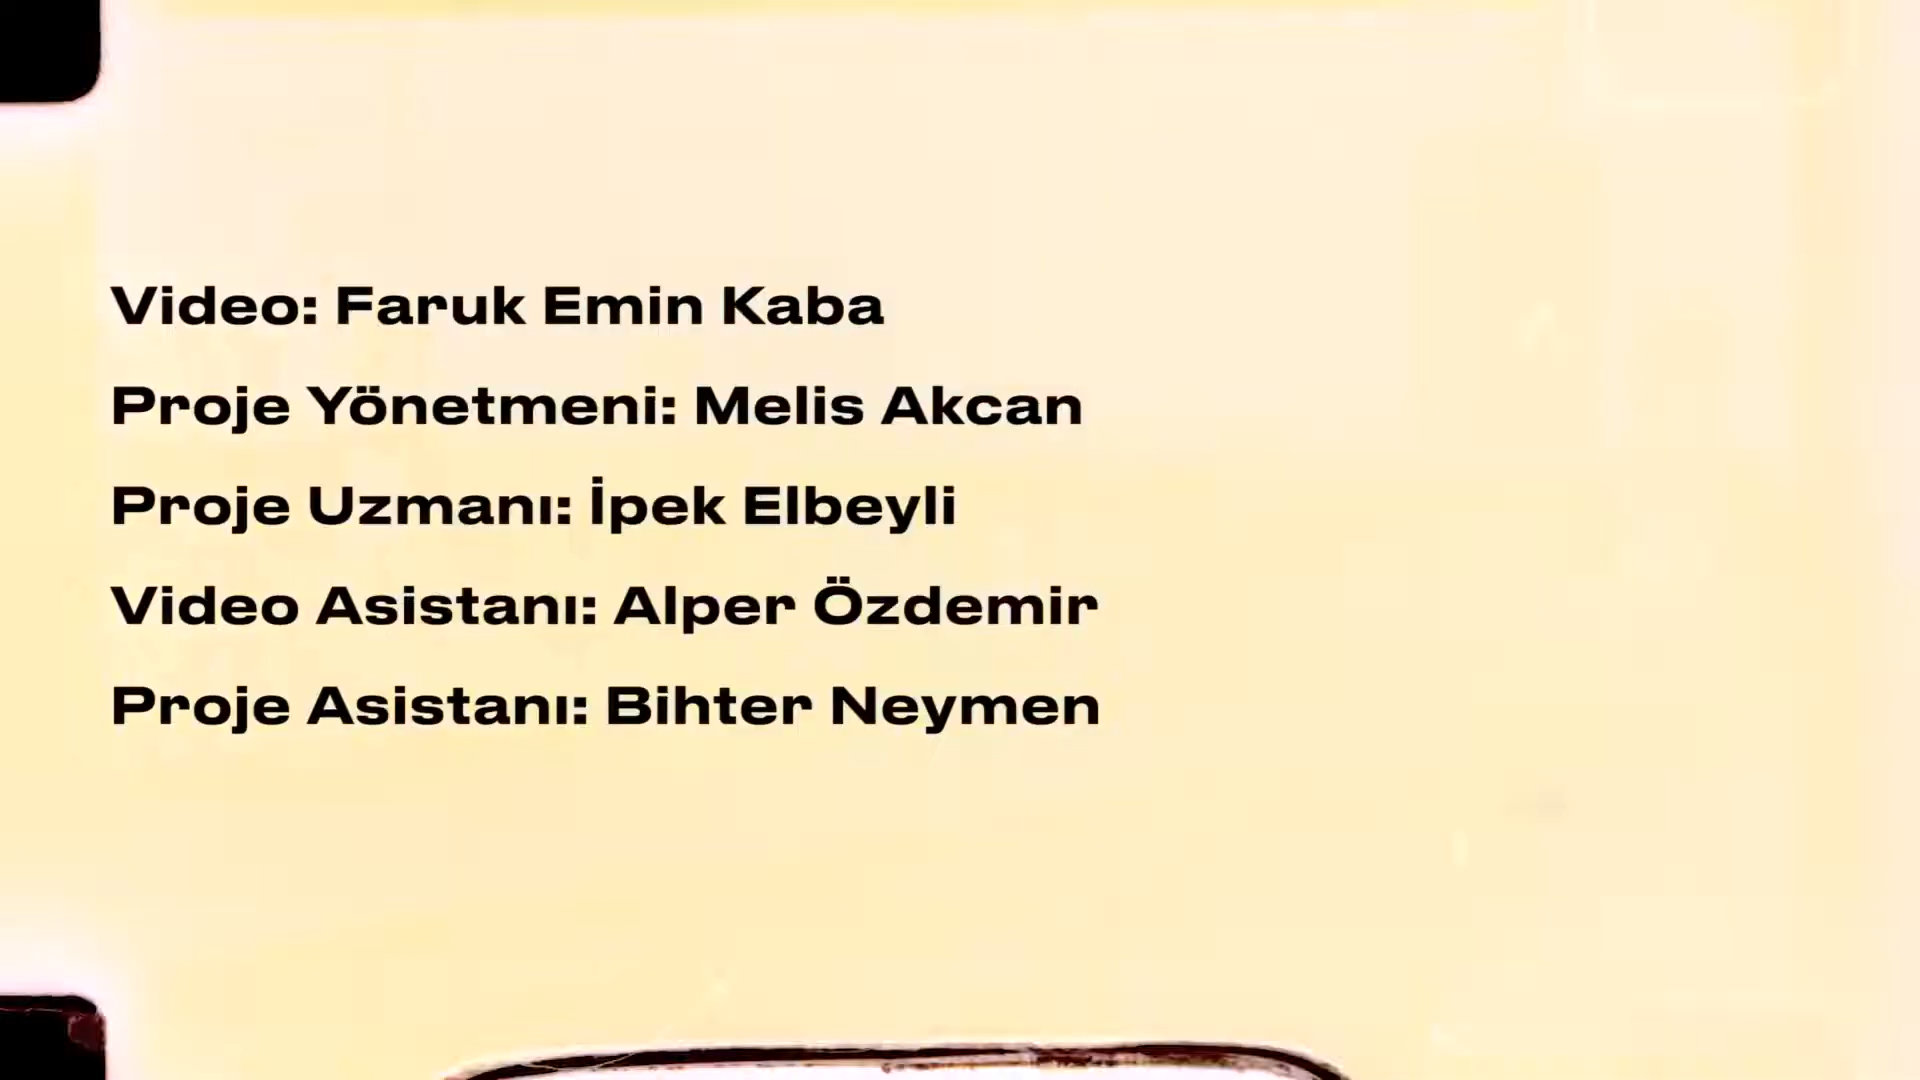 Video: Faruk Emin Kaba
Proje Yönetmeni: Melis Akcan
Proje Uzmanı: İpek Elbeyli
Video Asistanı: Alper Özdemir
Proje Asistanı: Bihter Neymen